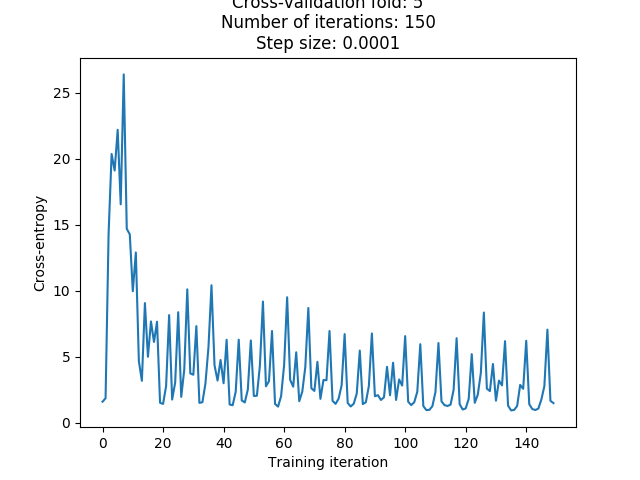 Cross-validation fold: 5
Number of iterations: 150
Step size: 0.0001
25
20
15
10
5
0
Cross-entropy
0 20 40 60 80 100 120 140
Training iteration